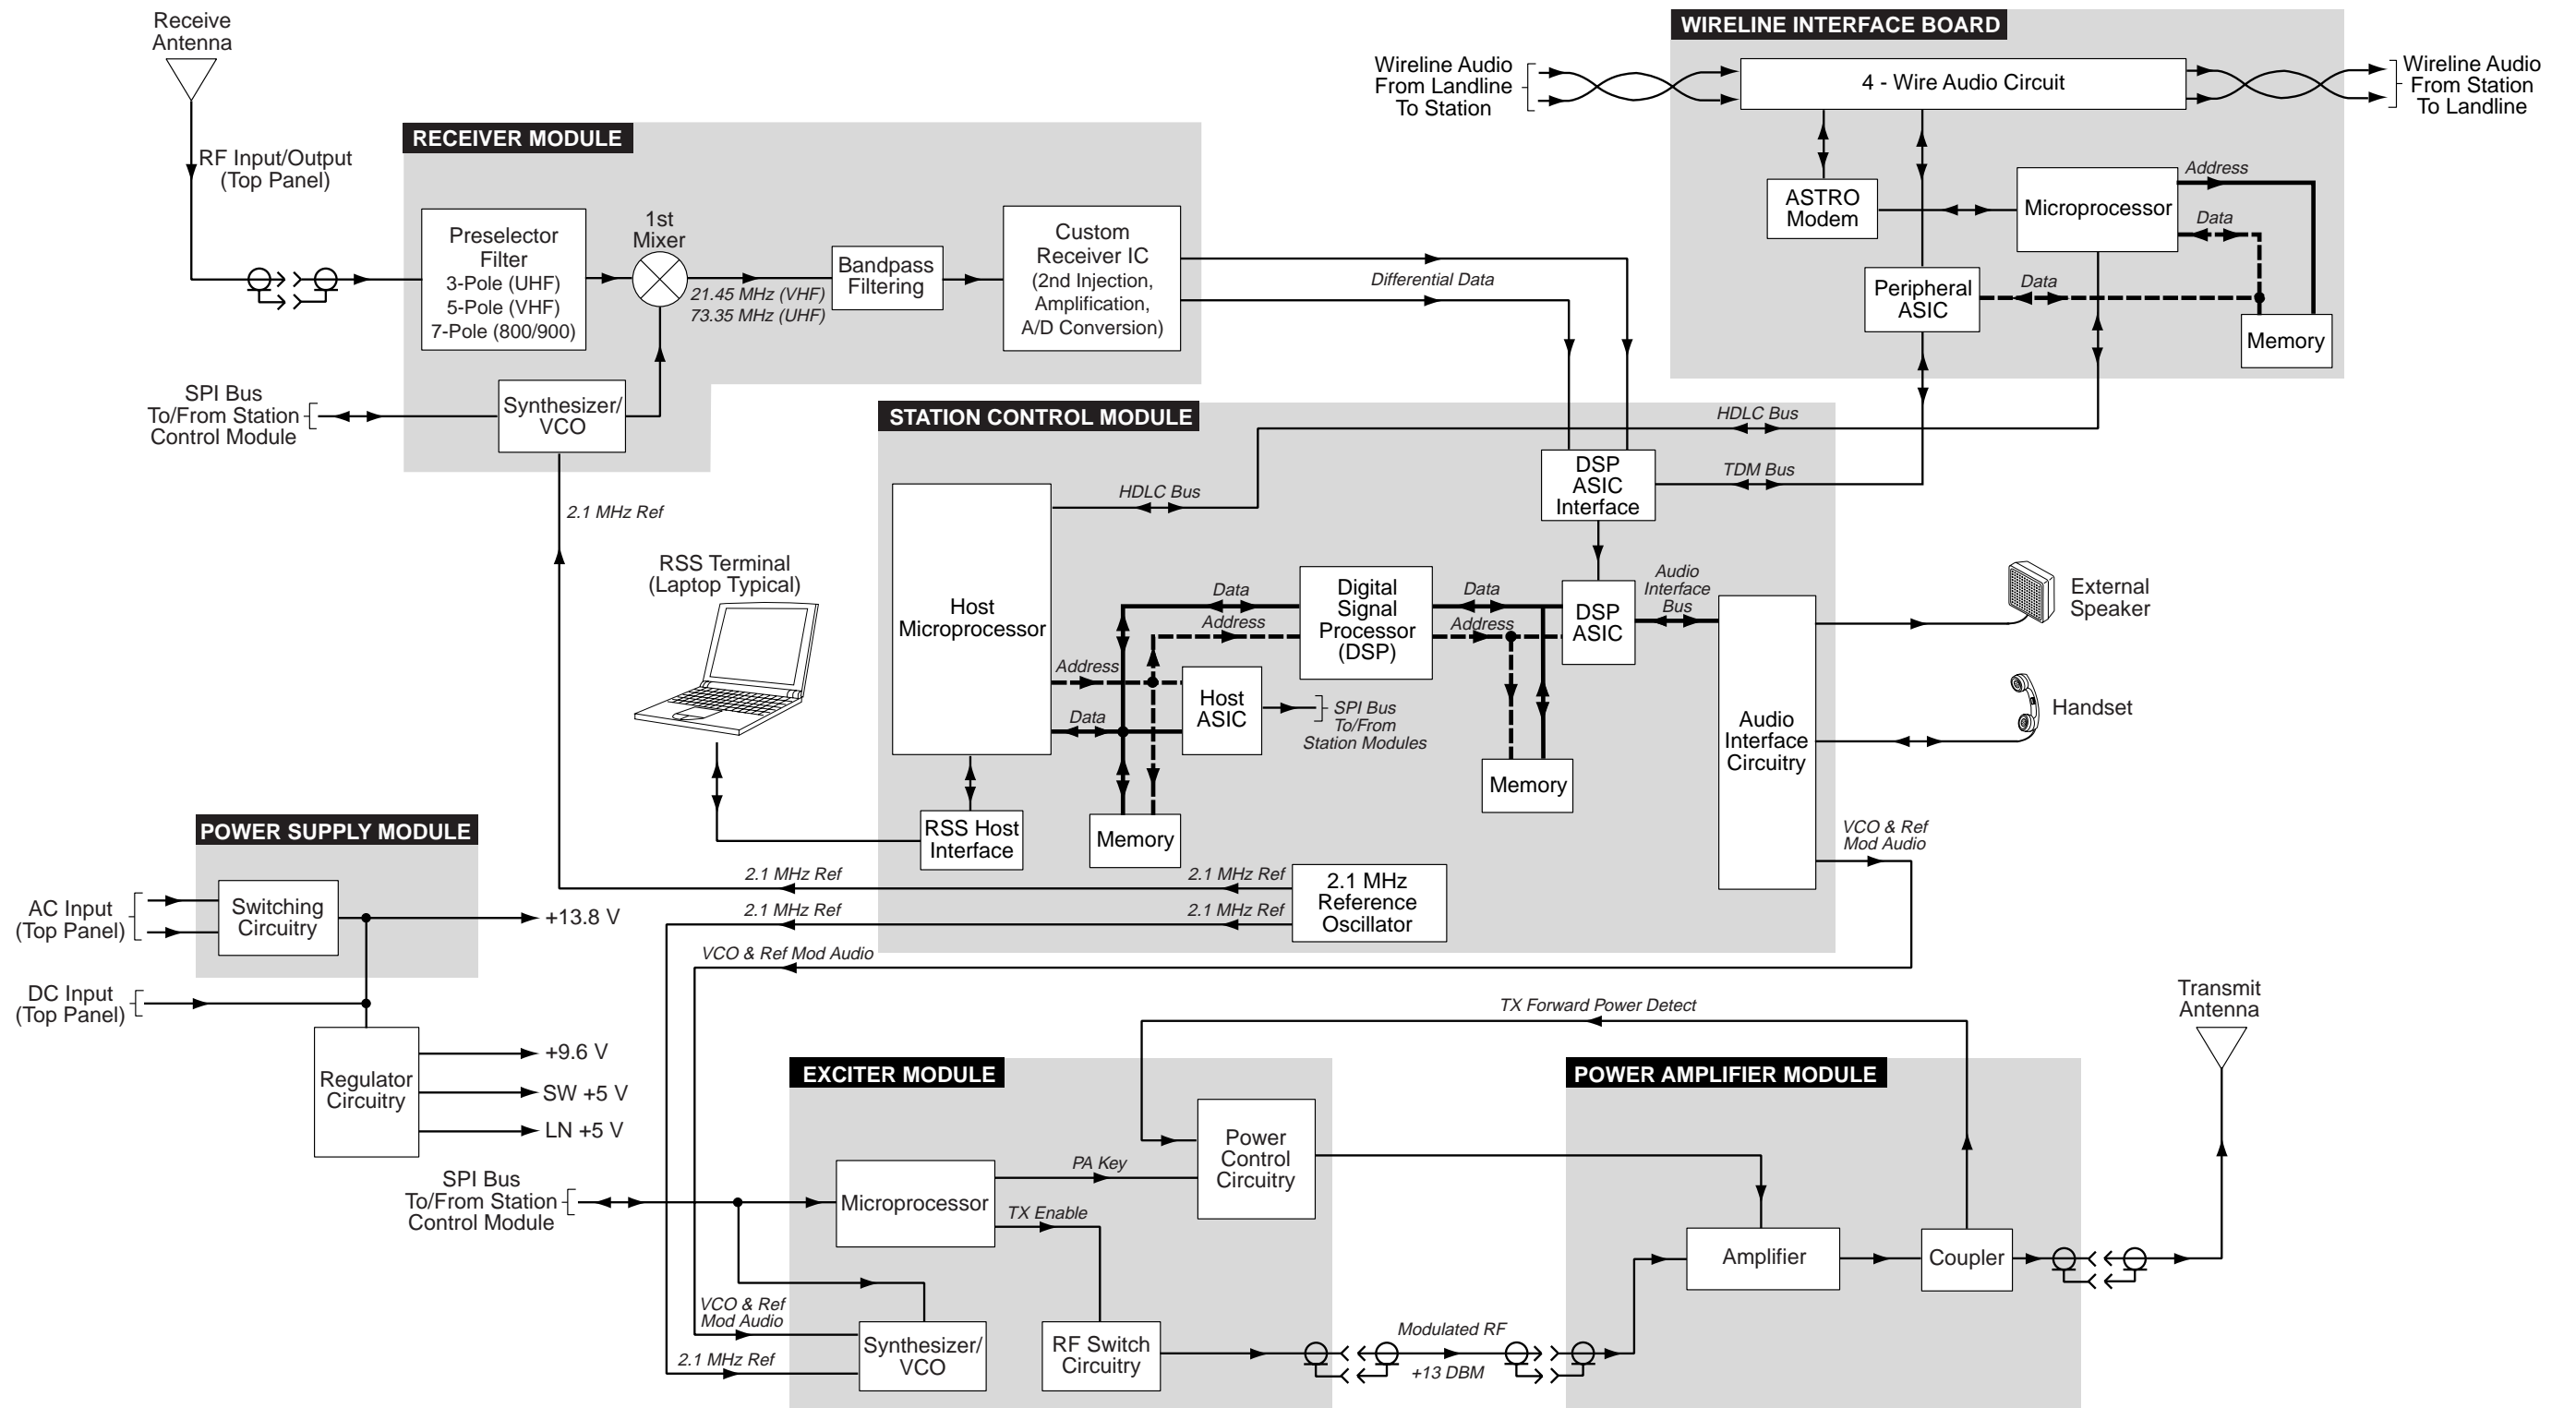 Receive
Antenna
RF Input/Output
(Top Panel)
RECEIVER MODULE
Preselector
Filter
3-Pole (UHF)
5-Pole (VHF)
7-Pole (800/900)
1st
Mixer
21.45 MHz (VHF)
73.35 MHz (UHF)
Bandpass
Filtering
Custom
Receiver IC
(2nd Injection,
Amplification,
A/D Conversion)
Differential Data
SPI Bus
To/From Station
Control Module
Synthesizer/
VCO
2.1 MHz Ref
WIRELINE INTERFACE BOARD
Wireline Audio
From Landline
To Station
4 - Wire Audio Circuit
Wireline Audio
From Station
To Landline
ASTRO
Modem
Microprocessor
Address
Data
Peripheral
ASIC
Data
Memory
STATION CONTROL MODULE
HDLC Bus
DSP
ASIC
Interface
TDM Bus
HDLC Bus
Host
Microprocessor
RSS Terminal
(Laptop Typical)
Data
Address
Digital
Signal
Processor
(DSP)
Data
Address
DSP
ASIC
Audio
Interface
Bus
Address
Data
Host
ASIC
SPI Bus
To/From
Station Modules
Memory
Audio
Interface
Circuitry
External
Speaker
Handset
RSS Host
Interface
Memory
VCO & Ref
Mod Audio
2.1 MHz Ref
2.1 MHz Ref
2.1 MHz
Reference
Oscillator
2.1 MHz Ref
2.1 MHz Ref
VCO & Ref Mod Audio
POWER SUPPLY MODULE
AC Input
(Top Panel)
Switching
Circuitry
+13.8 V
DC Input
(Top Panel)
Regulator
Circuitry
+9.6 V
SW +5 V
LN +5 V
TX Forward Power Detect
Transmit
Antenna
EXCITER MODULE
SPI Bus
To/From Station
Control Module
Microprocessor
PA Key
TX Enable
Power
Control
Circuitry
VCO & Ref
Mod Audio
2.1 MHz Ref
Synthesizer/
VCO
RF Switch
Circuitry
Modulated RF
+13 DBM
POWER AMPLIFIER MODULE
Amplifier
Coupler